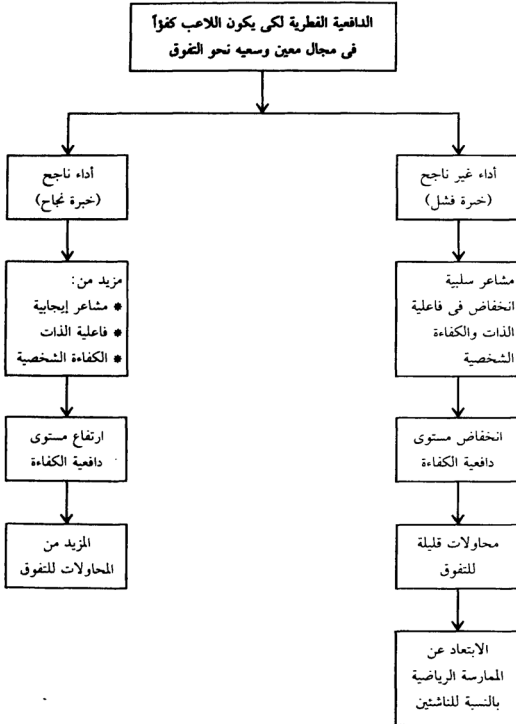 الدافعية الفطرية لكى يكون اللاعب كفؤاً
فى مجال معين وسعيه نحو التفوق
أداء غير ناجح
(خبرة فشل)
مشاعر سلبية
انخفاض فى فاعلية
الذات والكفاءة
الشخصية
انخفاض مستوى
دافعية الكفاءة
محاولات قليلة
للتفوق
الابتعاد عن
الممارسة الرياضية
بالنسبة للناشئين
أداء ناجح
(خبرة نجاح)
مزيد من:
* مشاعر إيجابية
* فاعلية الذات
* الكفاءة الشخصية
ارتفاع مستوى
دافعية الكفاءة
المزيد من
المحاولات للتفوق